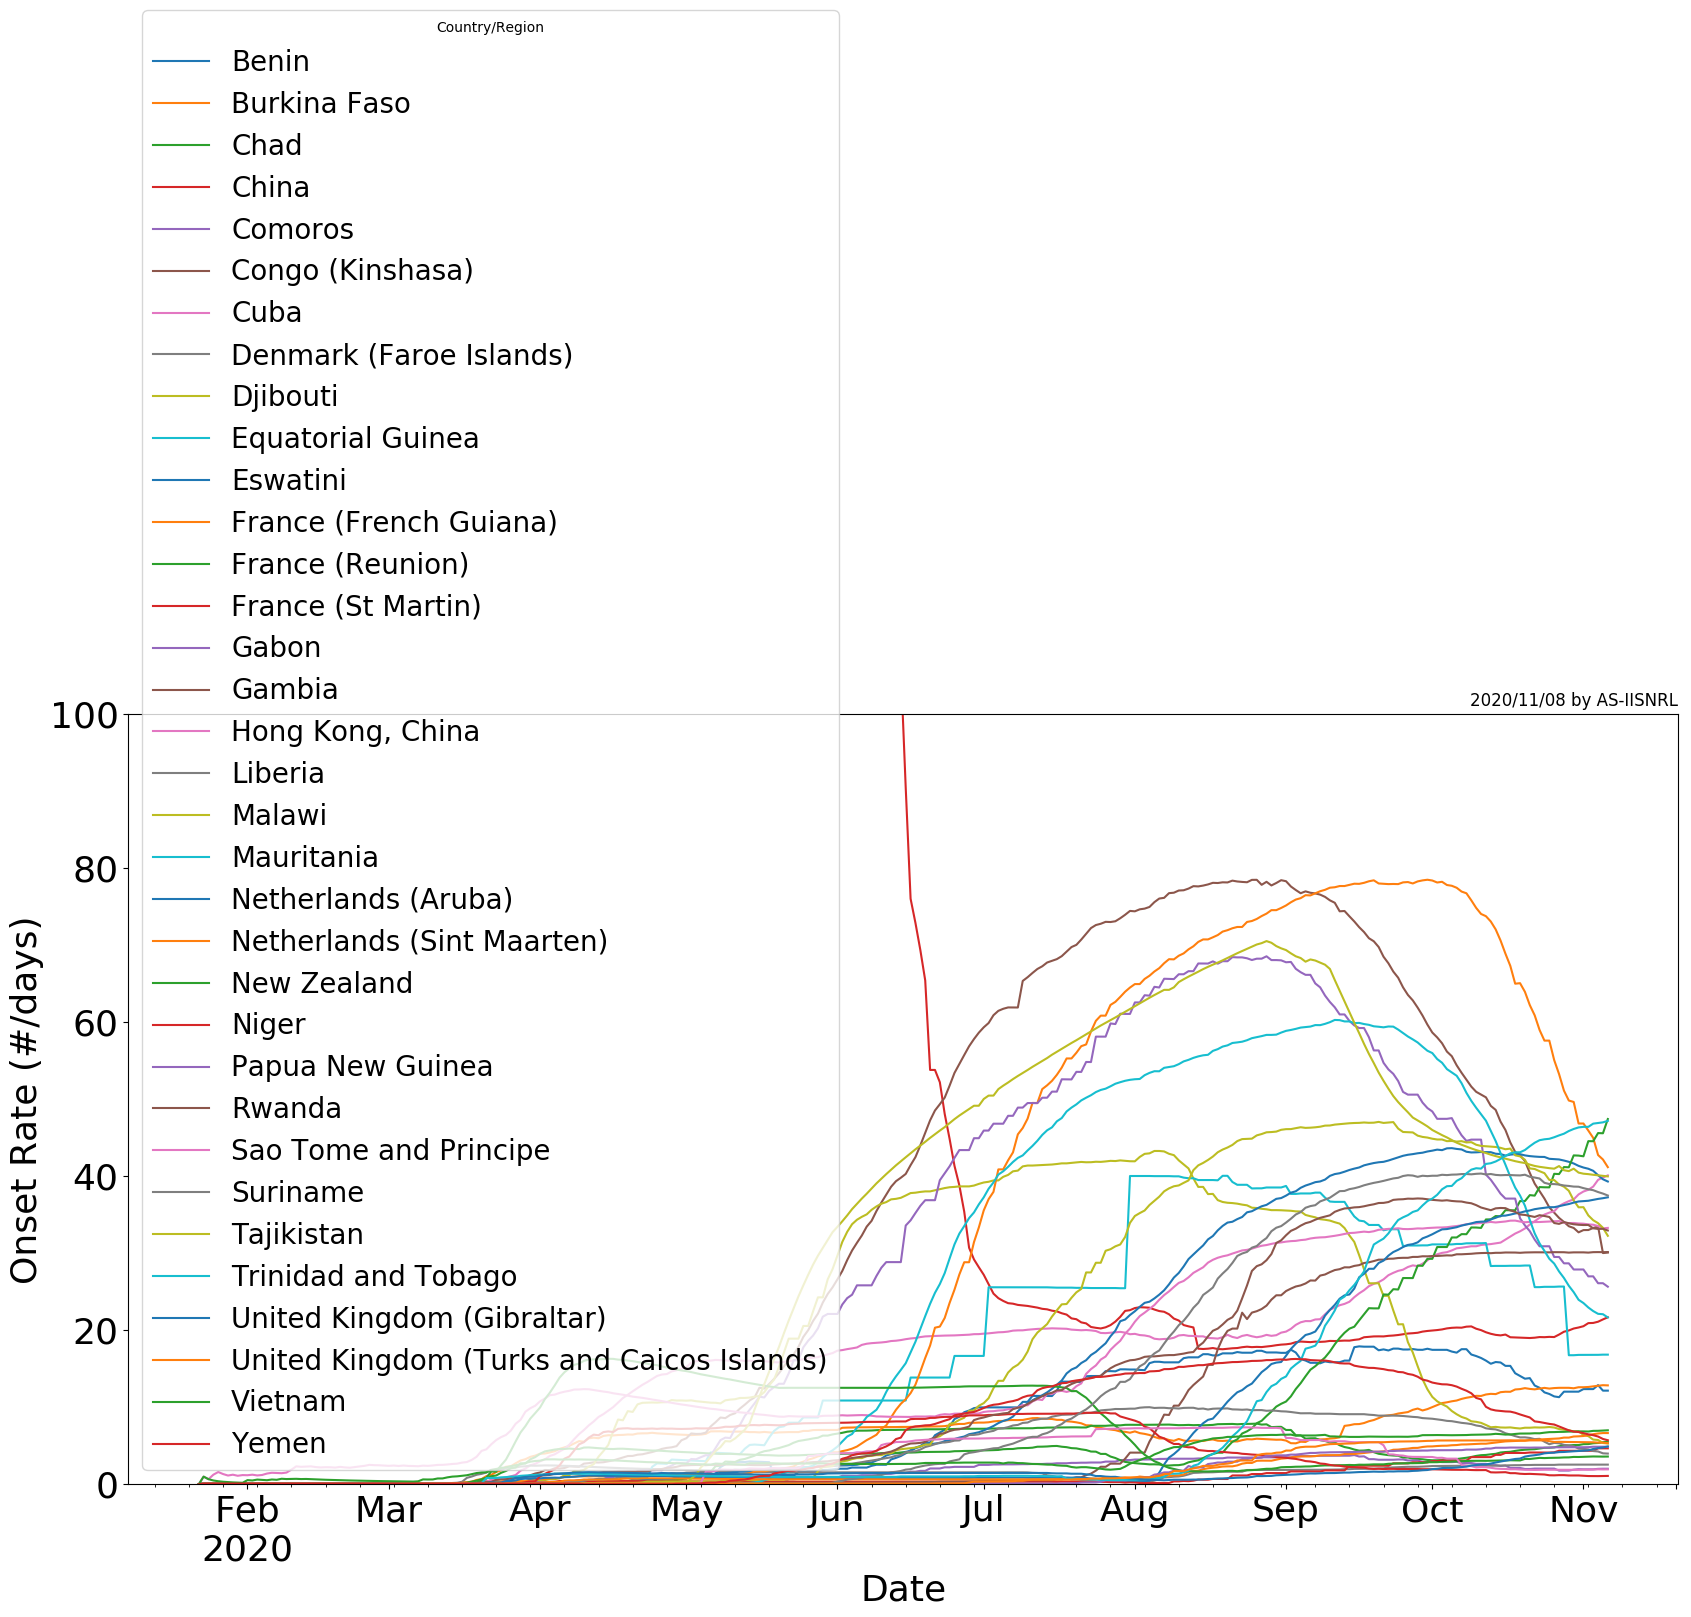 Country/Region
Benin
Burkina Faso
Chad
China
Comoros
Congo (Kinshasa)
Cuba
Denmark (Faroe Islands)
Djibouti
Equatorial Guinea
Eswatini
France (French Guiana)
France (Reunion)
France (St Martin)
Gabon
Gambia
Hong Kong, China
Liberia
Malawi
Mauritania
Netherlands (Aruba)
Netherlands (Sint Maarten)
New Zealand
Niger
Papua New Guinea
Rwanda
Sao Tome and Principe
Suriname
Tajikistan
Trinidad and Tobago
United Kingdom (Gibraltar)
United Kingdom (Turks and Caicos Islands)
Vietnam
Yemen
2020/11/08 by AS-IISNRL
100
80
60
40
20
0
Onset Rate (#/days)
Feb Mar Apr May Jun Jul Aug Sep Oct Nov
2020
Date